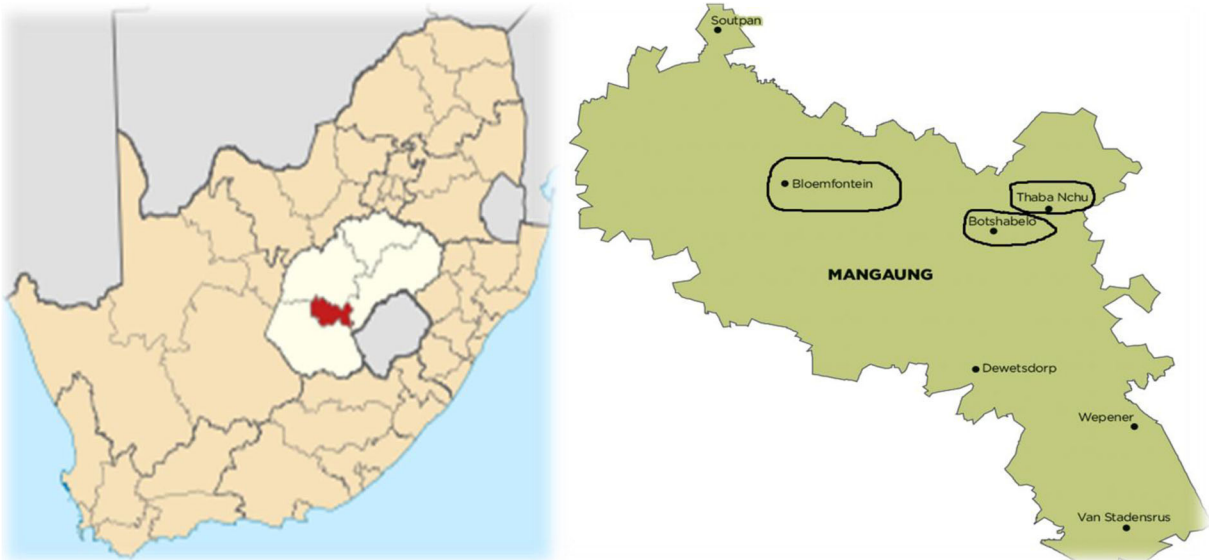 Soutpan
Bloemfontein
Thaba Nchu
Botshabelo
MANGAUNG
Dewetsdorp
Wepener
Van Stadensrus